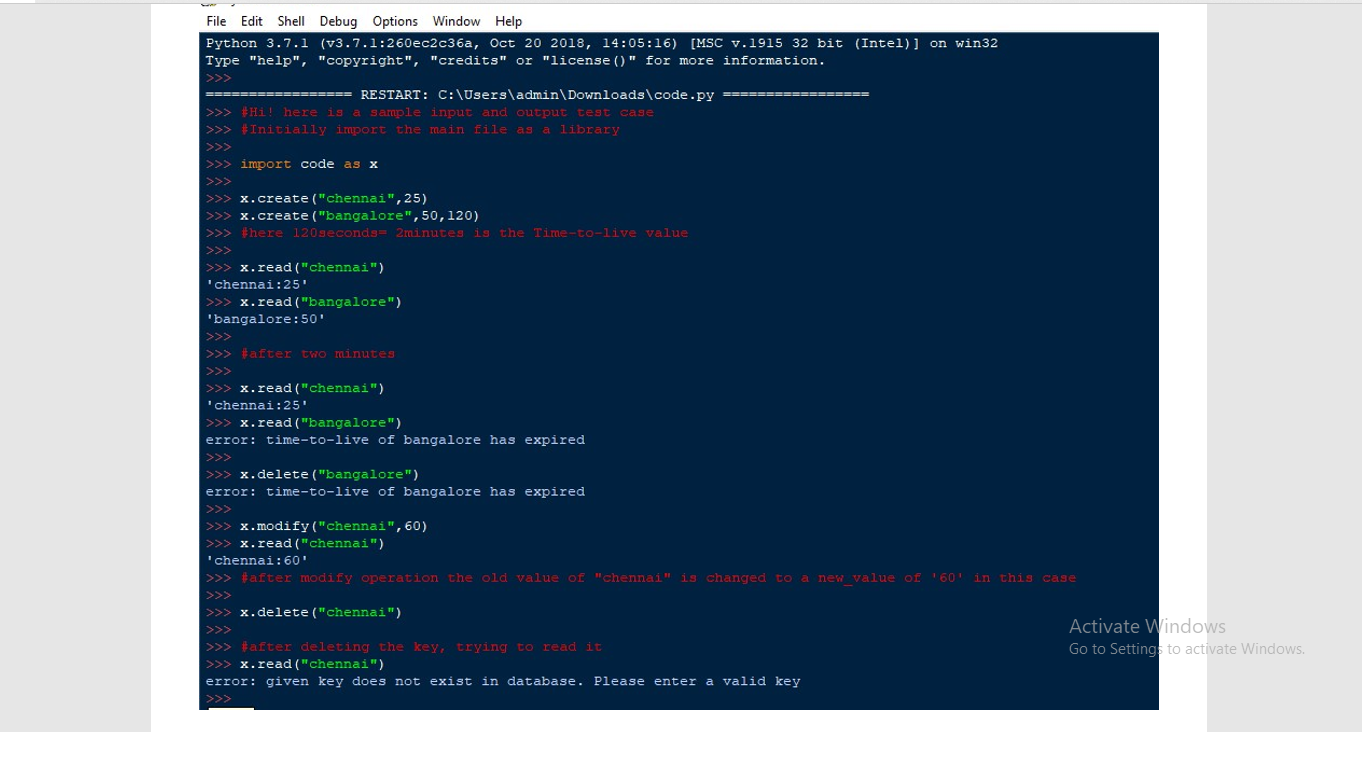 File Edit Shell Debug Options Window Help
Python 3.7.1 (v3.7.1:260ec2c36a, Oct 20 2018, 14:05:16) [MSC v.1915 32 bit (Intel)] on win32
Type "help", "copyright", "credits" or "license()" for more information.
>>>
================= RESTART: C:\Users\admin\Downloads\code.py =================
>>> #Hi! here is a sample input and output test case
>>> #Initially import the main file as a library
>>>
>>> import code as x
>>>
>>> x.create("chennai",25)
>>> x.create("bangalore",50,120)
>>> #here 120seconds= 2minutes is the Time-to-live value
>>>
>>> x.read("chennai")
'chennai:25'
>>> x.read("bangalore")
'bangalore:50'
>>>
>>> #after two minutes
>>>
>>> x.read("chennai")
'chennai:25'
>>> x.read("bangalore")
error: time-to-live of bangalore has expired
>>>
>>> x.delete("bangalore")
error: time-to-live of bangalore has expired
>>>
>>> x.modify("chennai",60)
>>> x.read("chennai")
'chennai:60'
>>> #after modify operation the old value of "chennai" is changed to a new_value of '60' in this case
>>>
>>> x.delete("chennai")
>>>
>>> #after deleting the key, trying to read it
>>> x.read("chennai")
error: given key does not exist in database. Please enter a valid key
>>>
Activate Windows
Go to Settings to activate Windows.